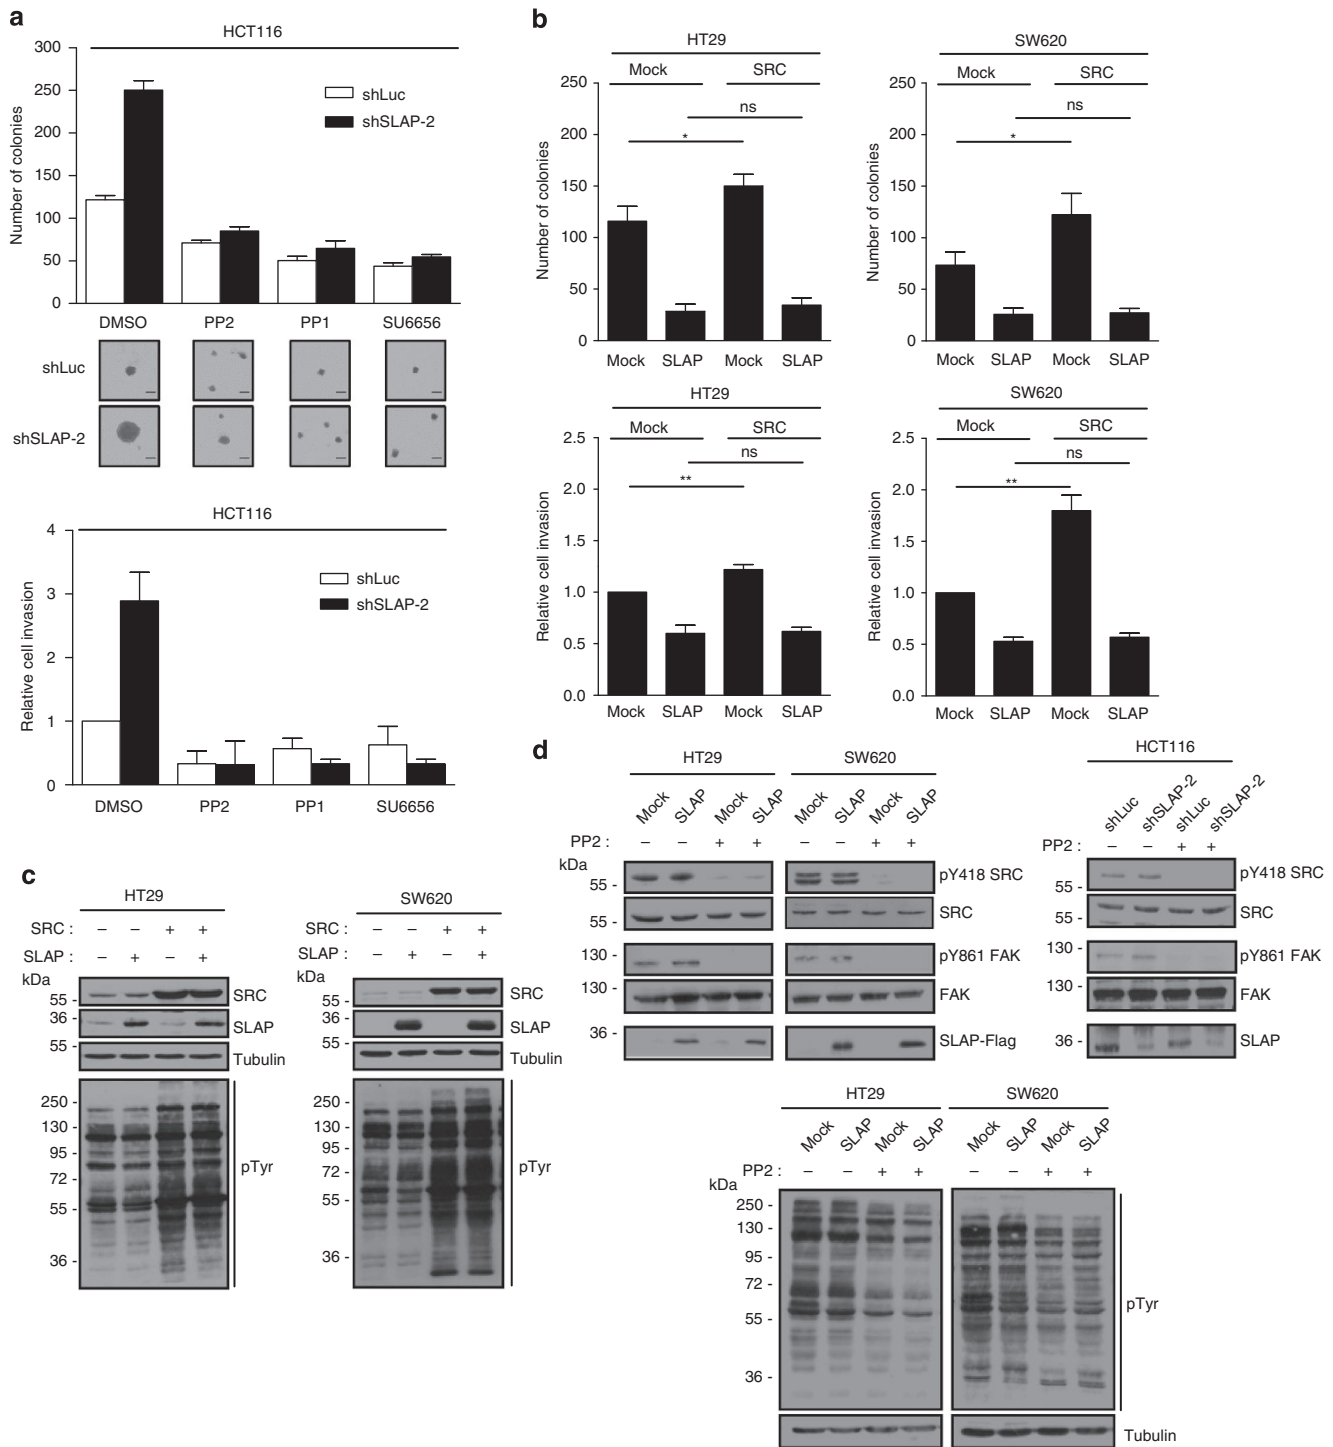 a
HCT116
300
250
200
150
100
50
0
Number of colonies
shLuc
shSLAP-2
DMSO PP2 PP1 SU6656
shLuc
shSLAP-2
HCT116
4
3
2
1
0
Relative cell invasion
shLuc
shSLAP-2
DMSO PP2 PP1 SU6656
b
HT29
Mock SRC
ns
*
250
200
150
100
50
0
Number of colonies
Mock SLAP Mock SLAP
SW620
Mock SRC
ns
*
250
200
150
100
50
0
Number of colonies
Mock SLAP Mock SLAP
HT29
Mock SRC
ns
**
2.5
2.0
1.5
1.0
0.5
0.0
Relative cell invasion
Mock SLAP Mock SLAP
SW620
Mock SRC
ns
**
2.5
2.0
1.5
1.0
0.5
0.0
Relative cell invasion
Mock SLAP Mock SLAP
c
HT29
SRC : – – + +
SLAP : – + – +
kDa
55 - SRC
36 - SLAP
55 - Tubulin
250 -
130 -
95 -
72 -
55 -
36 -
pTyr
SW620
SRC : – – + +
SLAP : – + – +
kDa
55 - SRC
36 - SLAP
55 - Tubulin
250 -
130 -
95 -
72 -
55 -
36 -
pTyr
d
HT29 SW620
Mock SLAP Mock SLAP Mock SLAP Mock SLAP
PP2 : – – + + – – + +
kDa
55 - pY418 SRC
55 - SRC
130 - pY861 FAK
130 - FAK
36 - SLAP-Flag
HCT116
shLuc shSLAP-2 shLuc shSLAP-2
PP2 : – – + +
55 - pY418 SRC
55 - SRC
130 - pY861 FAK
130 - FAK
36 - SLAP
HT29 SW620
Mock SLAP Mock SLAP Mock SLAP Mock SLAP
PP2 : – – + + – – + +
kDa
250 -
130 -
95 -
72 -
55 -
36 -
pTyr
Tubulin